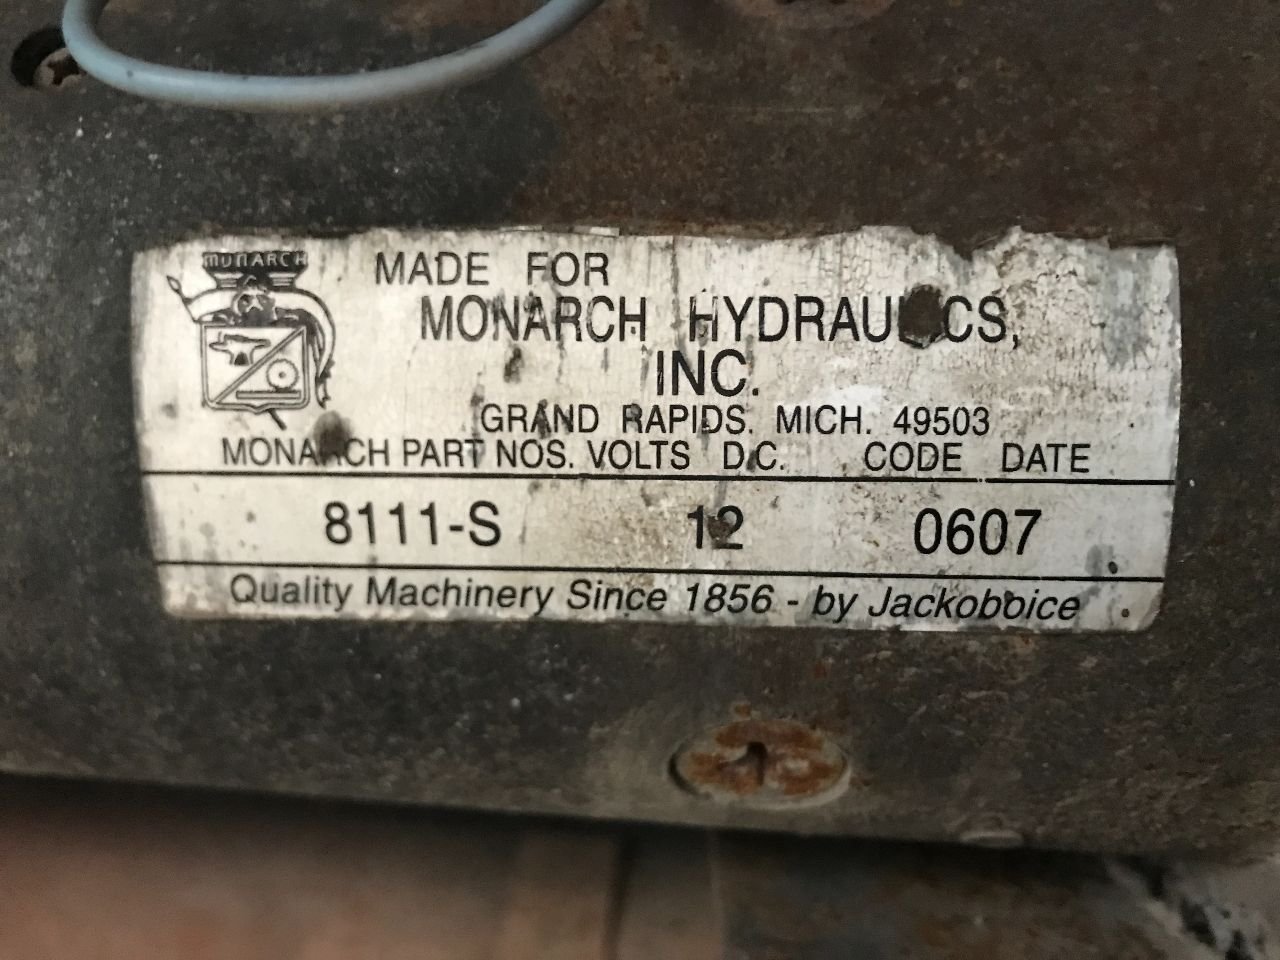 MONARCH
MADE FOR
MONARCH HYDRAULICS,
INC.
GRAND RAPIDS. MICH. 49503
MONARCH PART NOS. VOLTS D.C. CODE DATE
8111-S 12 0607
Quality Machinery Since 1856 - by Jackoboice